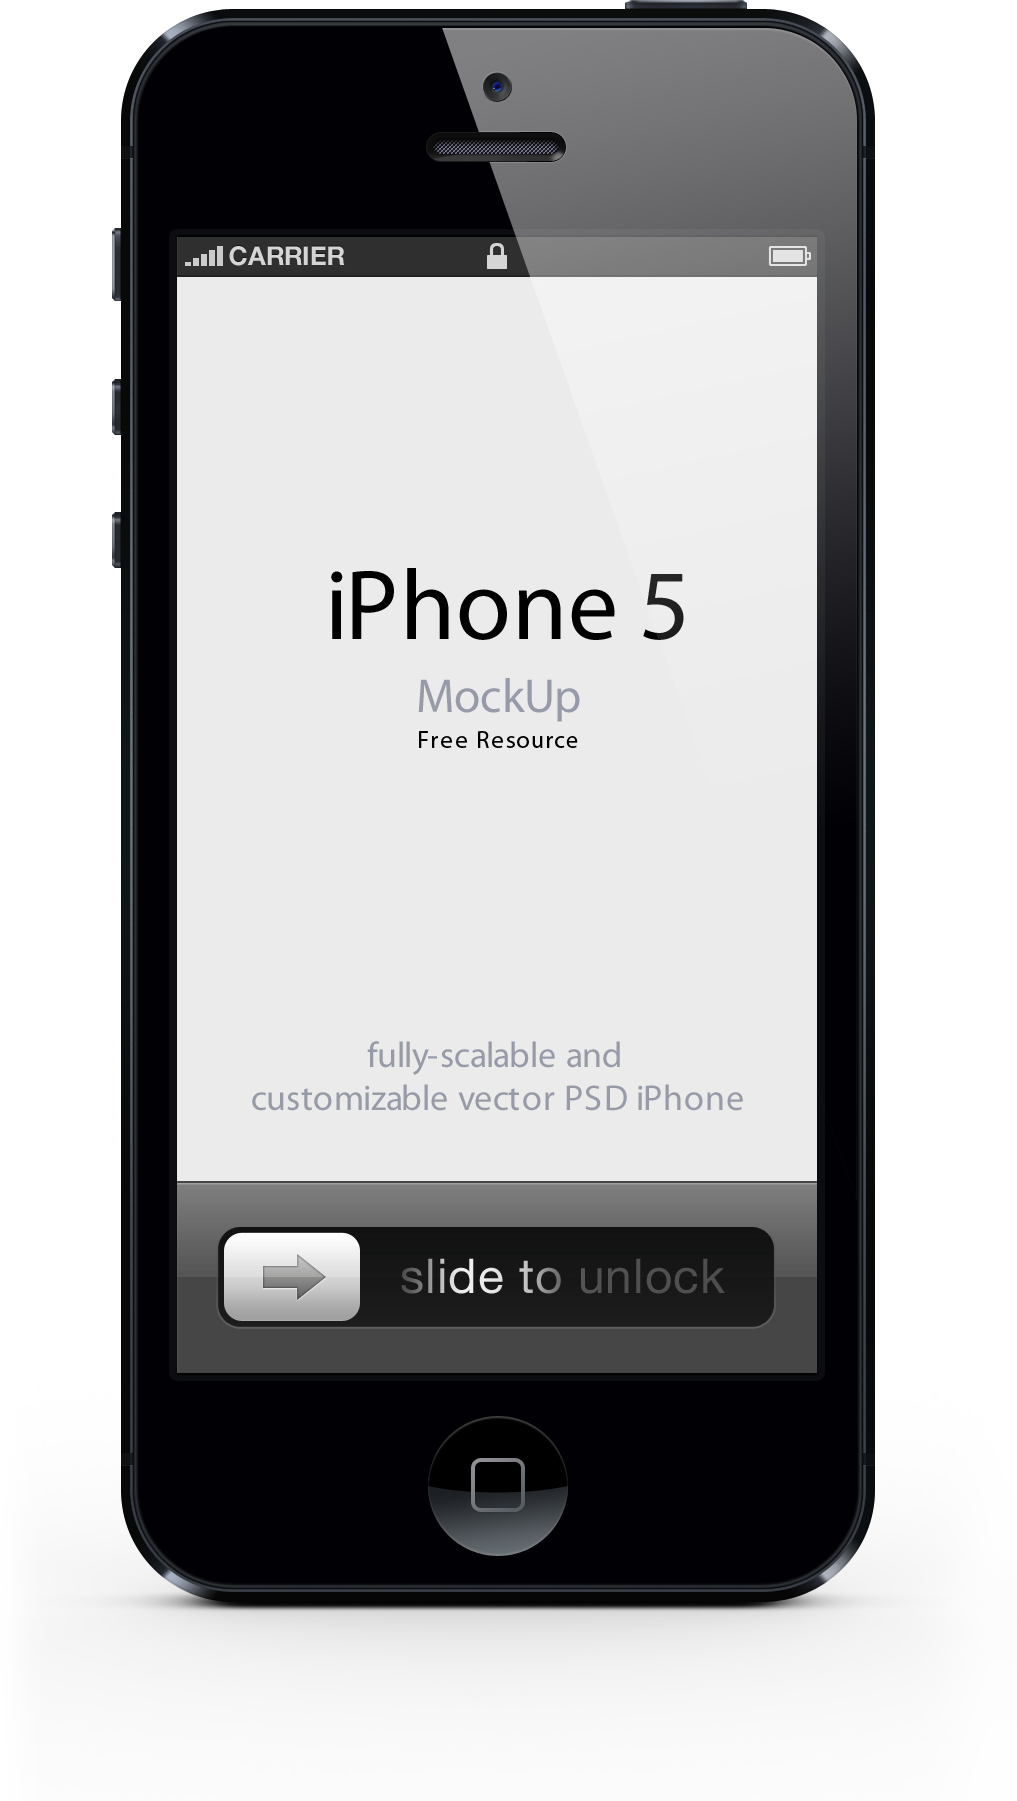 CARRIER
iPhone 5
MockUp
Free Resource
fully-scalable and
customizable vector PSD iPhone
slide to unlock